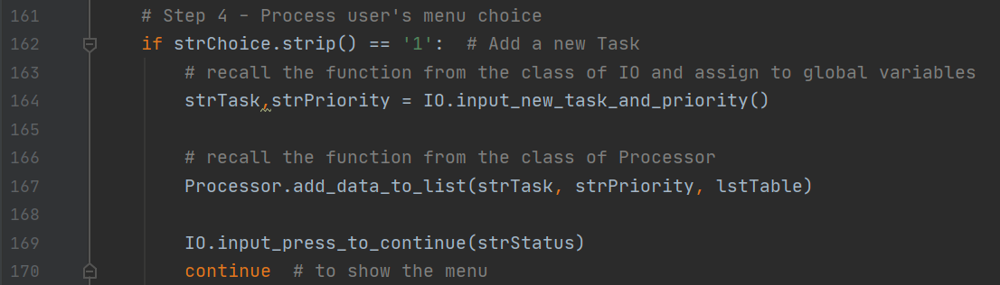 161 # Step 4 - Process user's menu choice
162 if strChoice.strip() == '1':  # Add a new Task
163 # recall the function from the class of IO and assign to global variables
164 strTask,strPriority = IO.input_new_task_and_priority()
165
166 # recall the function from the class of Processor
167 Processor.add_data_to_list(strTask, strPriority, lstTable)
168
169 IO.input_press_to_continue(strStatus)
170 continue  # to show the menu